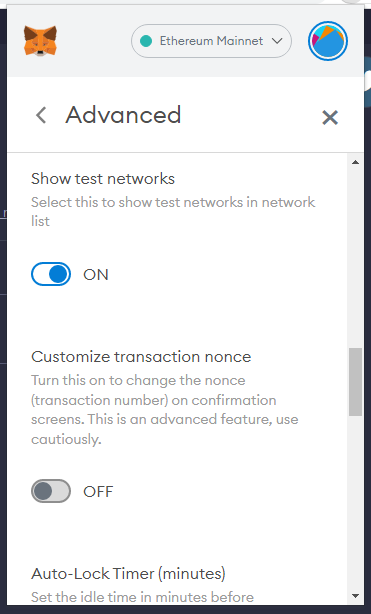 Ethereum Mainnet
Advanced
Show test networks
Select this to show test networks in network
list
ON
Customize transaction nonce
Turn this on to change the nonce
(transaction number) on confirmation
screens. This is an advanced feature, use
cautiously.
OFF
Auto-Lock Timer (minutes)
Set the idle time in minutes before